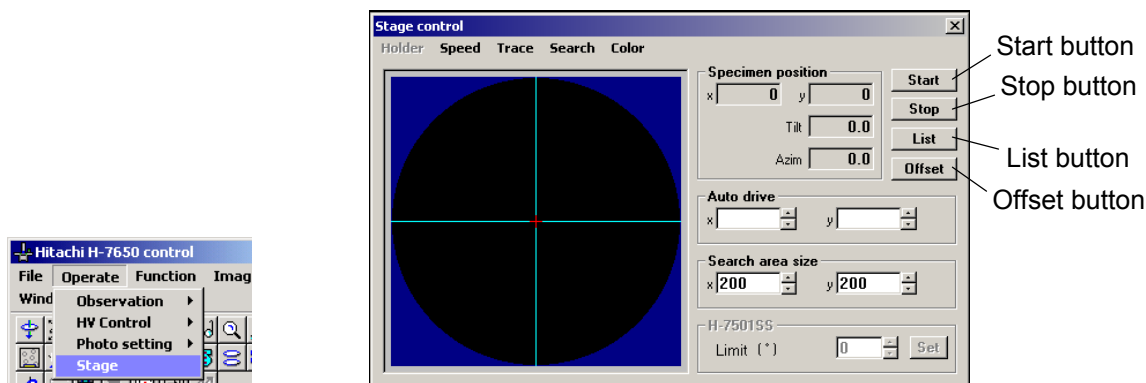 Hitachi H-7650 control
File Operate Function Imag
Wind
Observation
HV Control
Photo setting
Stage
Stage control
Holder Speed Trace Search Color
Specimen position
x 0 y 0
Tilt 0.0
Azim 0.0
Start
Stop
List
Offset
Auto drive
x y
Search area size
x 200 y 200
H-7501SS
Limit (°) 0 Set
Start button
Stop button
List button
Offset button